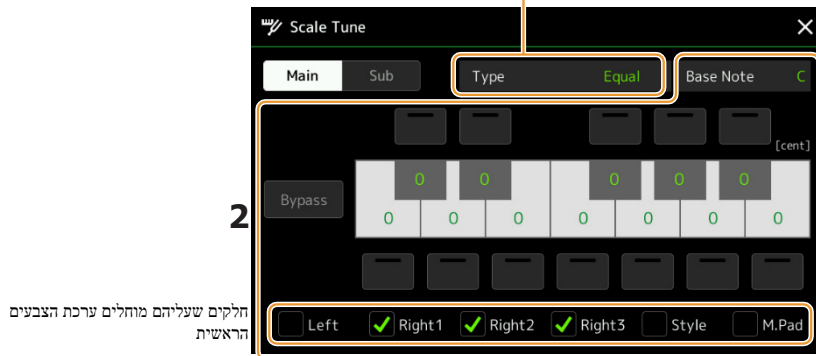 Scale Tune
Main Sub Type Equal Base Note C
[cent]
0 0 0 0 0
Bypass
0 0 0 0 0 0 0
2
חלקים שעליהם מוחלים ערכת הצבעים
הראשית
Left Right1 Right2 Right3 Style M.Pad